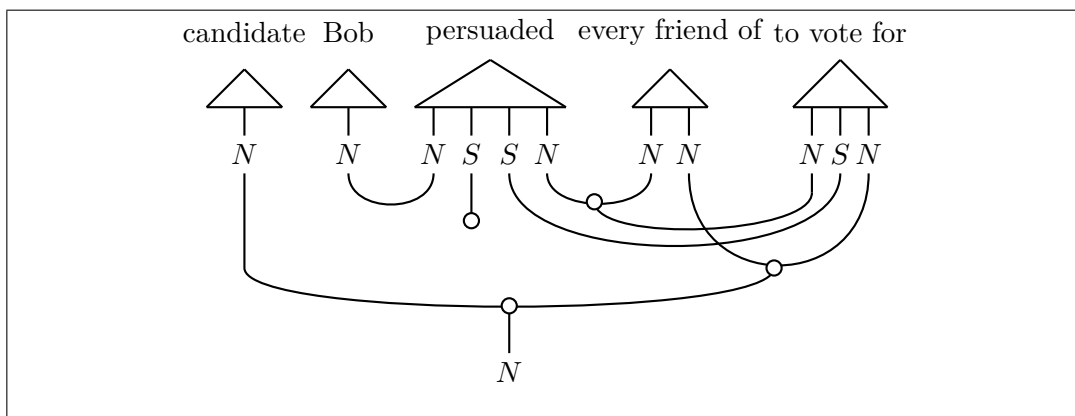 candidate Bob persuaded every friend of to vote for
N N N S S N N N N S N
N